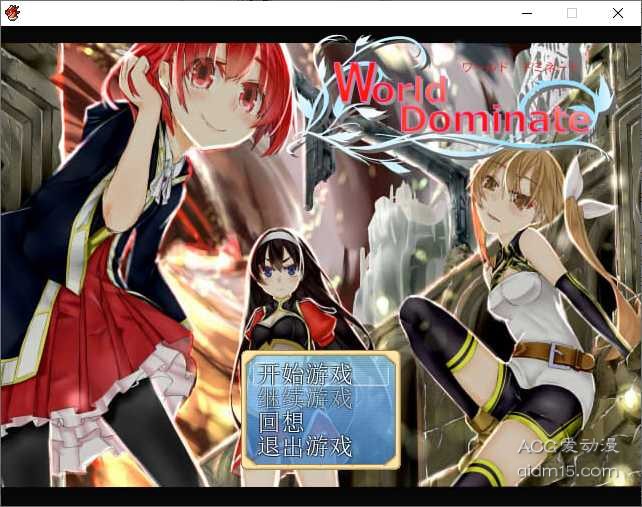 ワールド ドミネート
World
Dominate
开始游戏
继续游戏
回想
退出游戏
ACG发动漫
aidm15.com